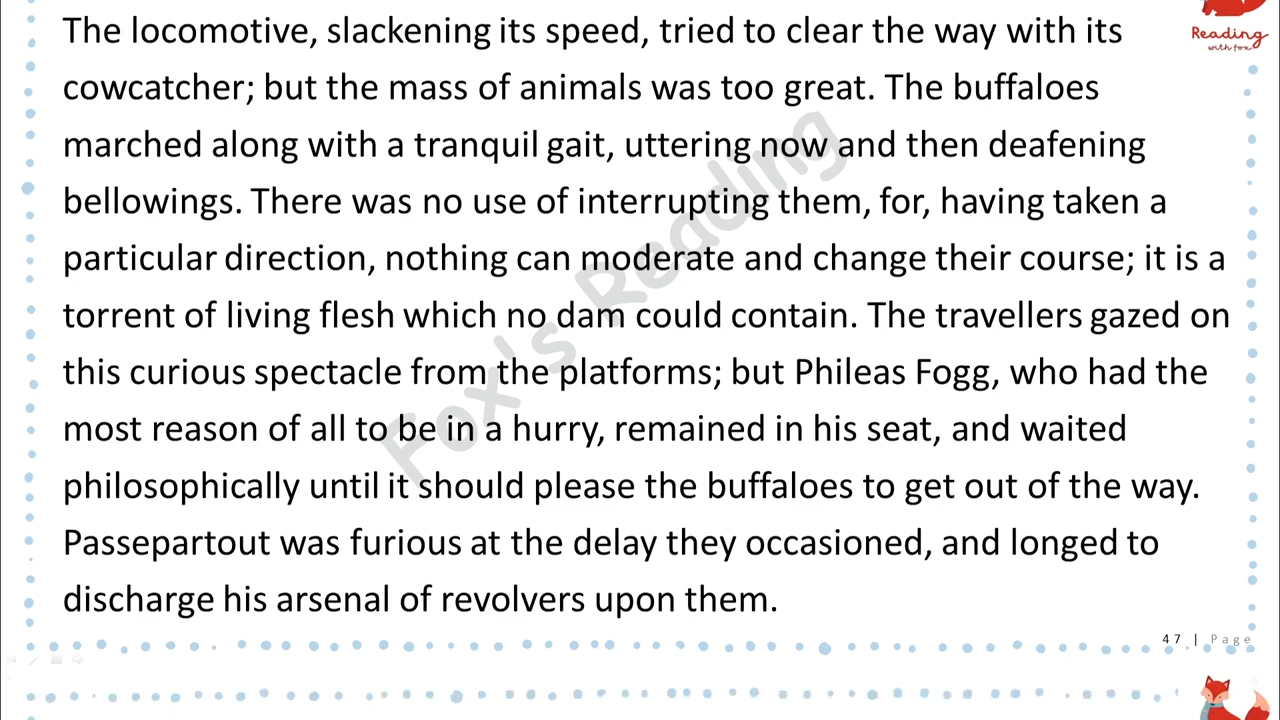 The locomotive, slackening its speed, tried to clear the way with its
cowcatcher; but the mass of animals was too great. The buffaloes
marched along with a tranquil gait, uttering now and then deafening
bellowings. There was no use of interrupting them, for, having taken a
particular direction, nothing can moderate and change their course; it is a
torrent of living flesh which no dam could contain. The travellers gazed on
this curious spectacle from the platforms; but Phileas Fogg, who had the
most reason of all to be in a hurry, remained in his seat, and waited
philosophically until it should please the buffaloes to get out of the way.
Passepartout was furious at the delay they occasioned, and longed to
discharge his arsenal of revolvers upon them.
Reading
with fox
Fox's Reading
47 | Page